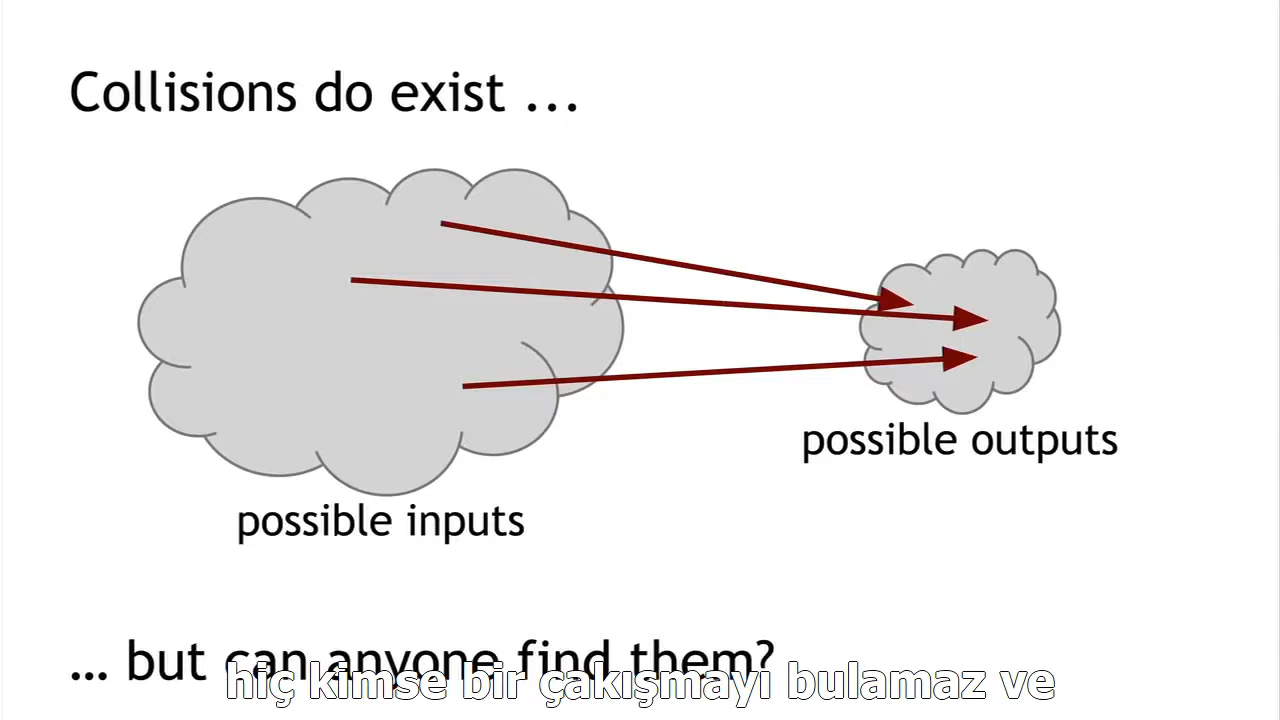 Collisions do exist ...
possible outputs
possible inputs
... but can anyone find them?
hiç kimse bir çakışmayı bulamaz ve